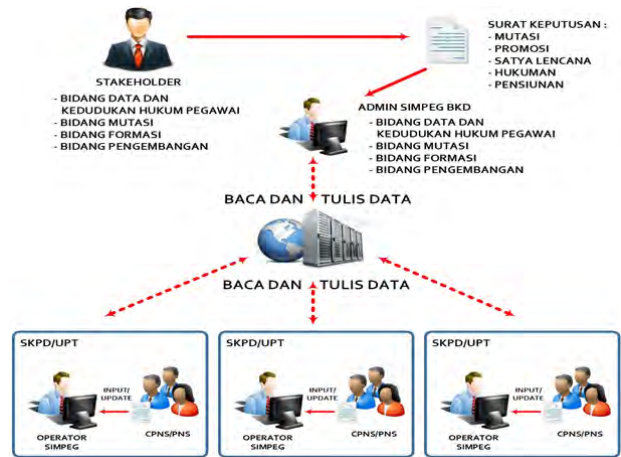 SURAT KEPUTUSAN :
- MUTASI
- PROMOSI
- SATYA LENCANA
- HUKUMAN
- PENSIUNAN
STAKEHOLDER
- BIDANG DATA DAN
KEDUDUKAN HUKUM PEGAWAI
- BIDANG MUTASI
- BIDANG FORMASI
- BIDANG PENGEMBANGAN
ADMIN SIMPEG BKD
- BIDANG DATA DAN
KEDUDUKAN HUKUM PEGAWAI
- BIDANG MUTASI
- BIDANG FORMASI
- BIDANG PENGEMBANGAN
BACA DAN TULIS DATA
BACA DAN TULIS DATA
SKPD/UPT
INPUT/
UPDATE
OPERATOR
SIMPEG
CPNS/PNS
SKPD/UPT
INPUT/
UPDATE
OPERATOR
SIMPEG
CPNS/PNS
SKPD/UPT
INPUT/
UPDATE
OPERATOR
SIMPEG
CPNS/PNS